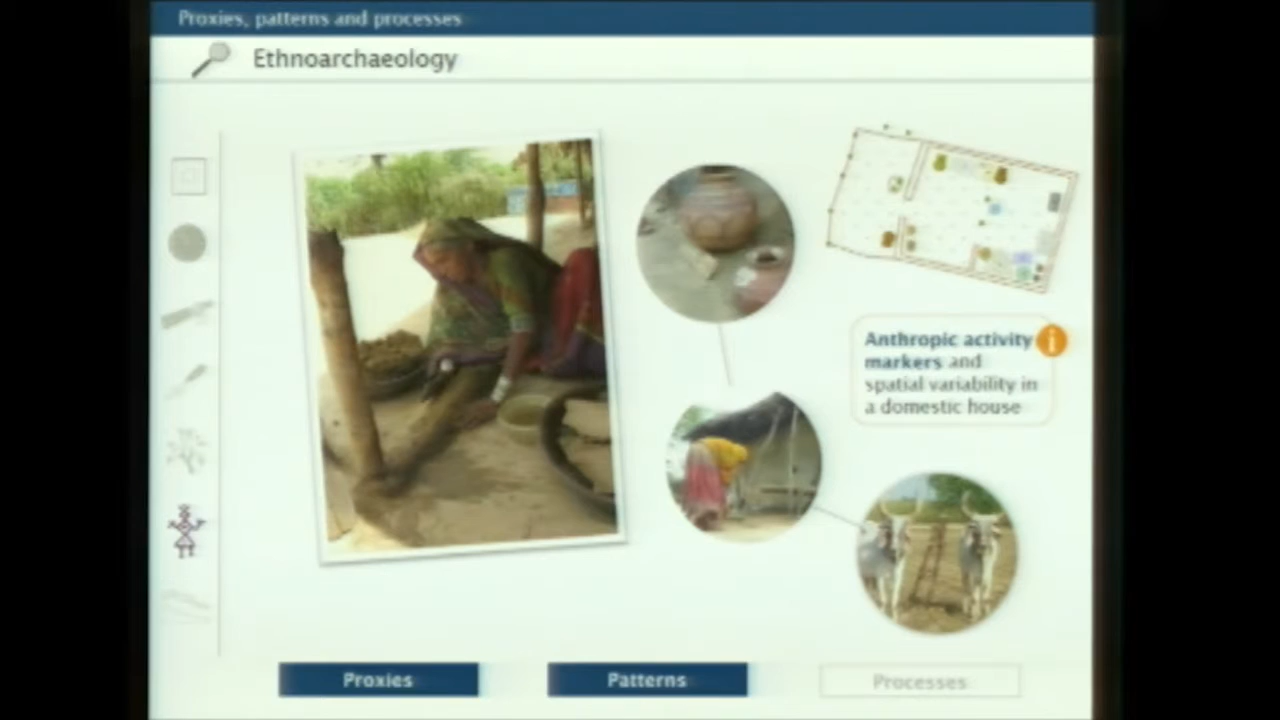 Proxies, patterns and processes
Ethnoarchaeology
Anthropic activity
markers and
spatial variability in
a domestic house
i
Proxies
Patterns
Processes